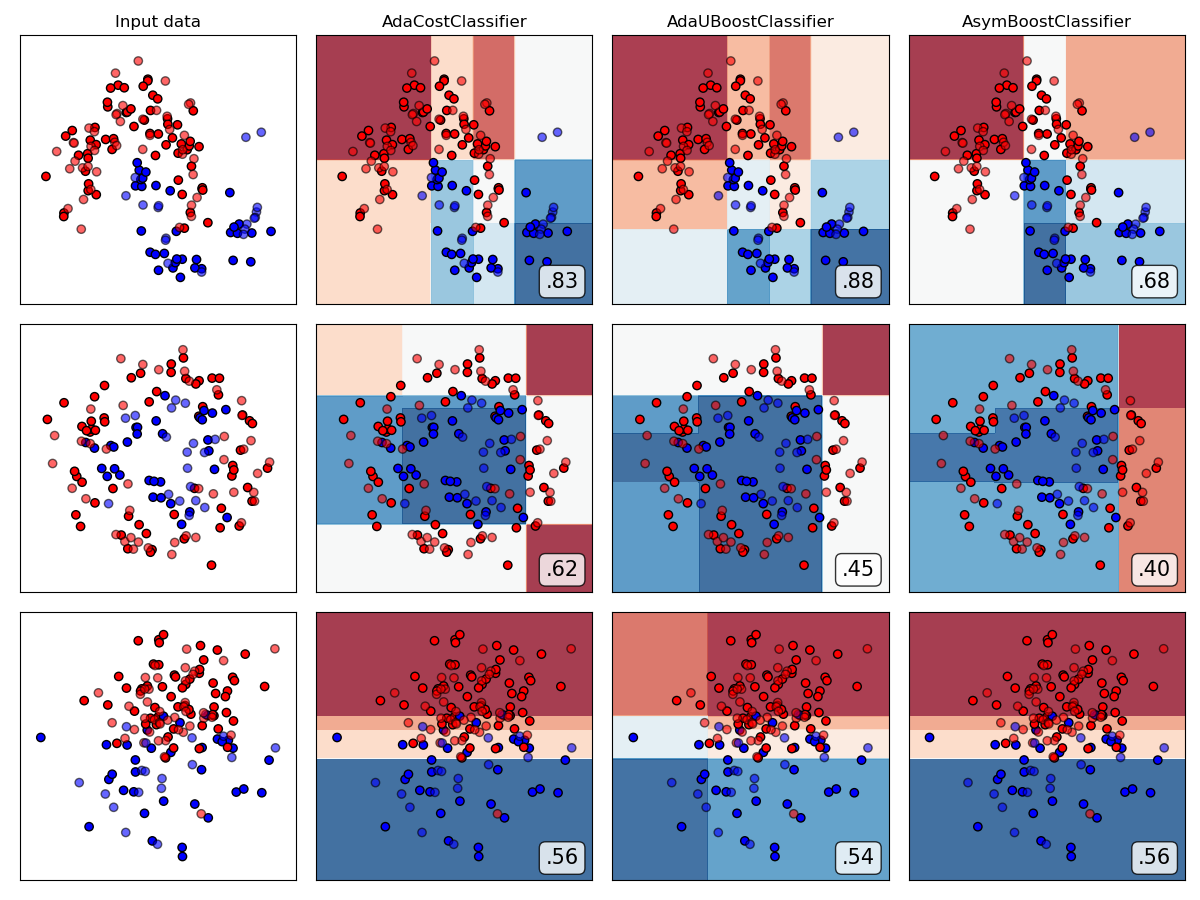 Input data AdaCostClassifier AdaUBoostClassifier AsymBoostClassifier
.83 .88 .68
.62 .45 .40
.56 .54 .56